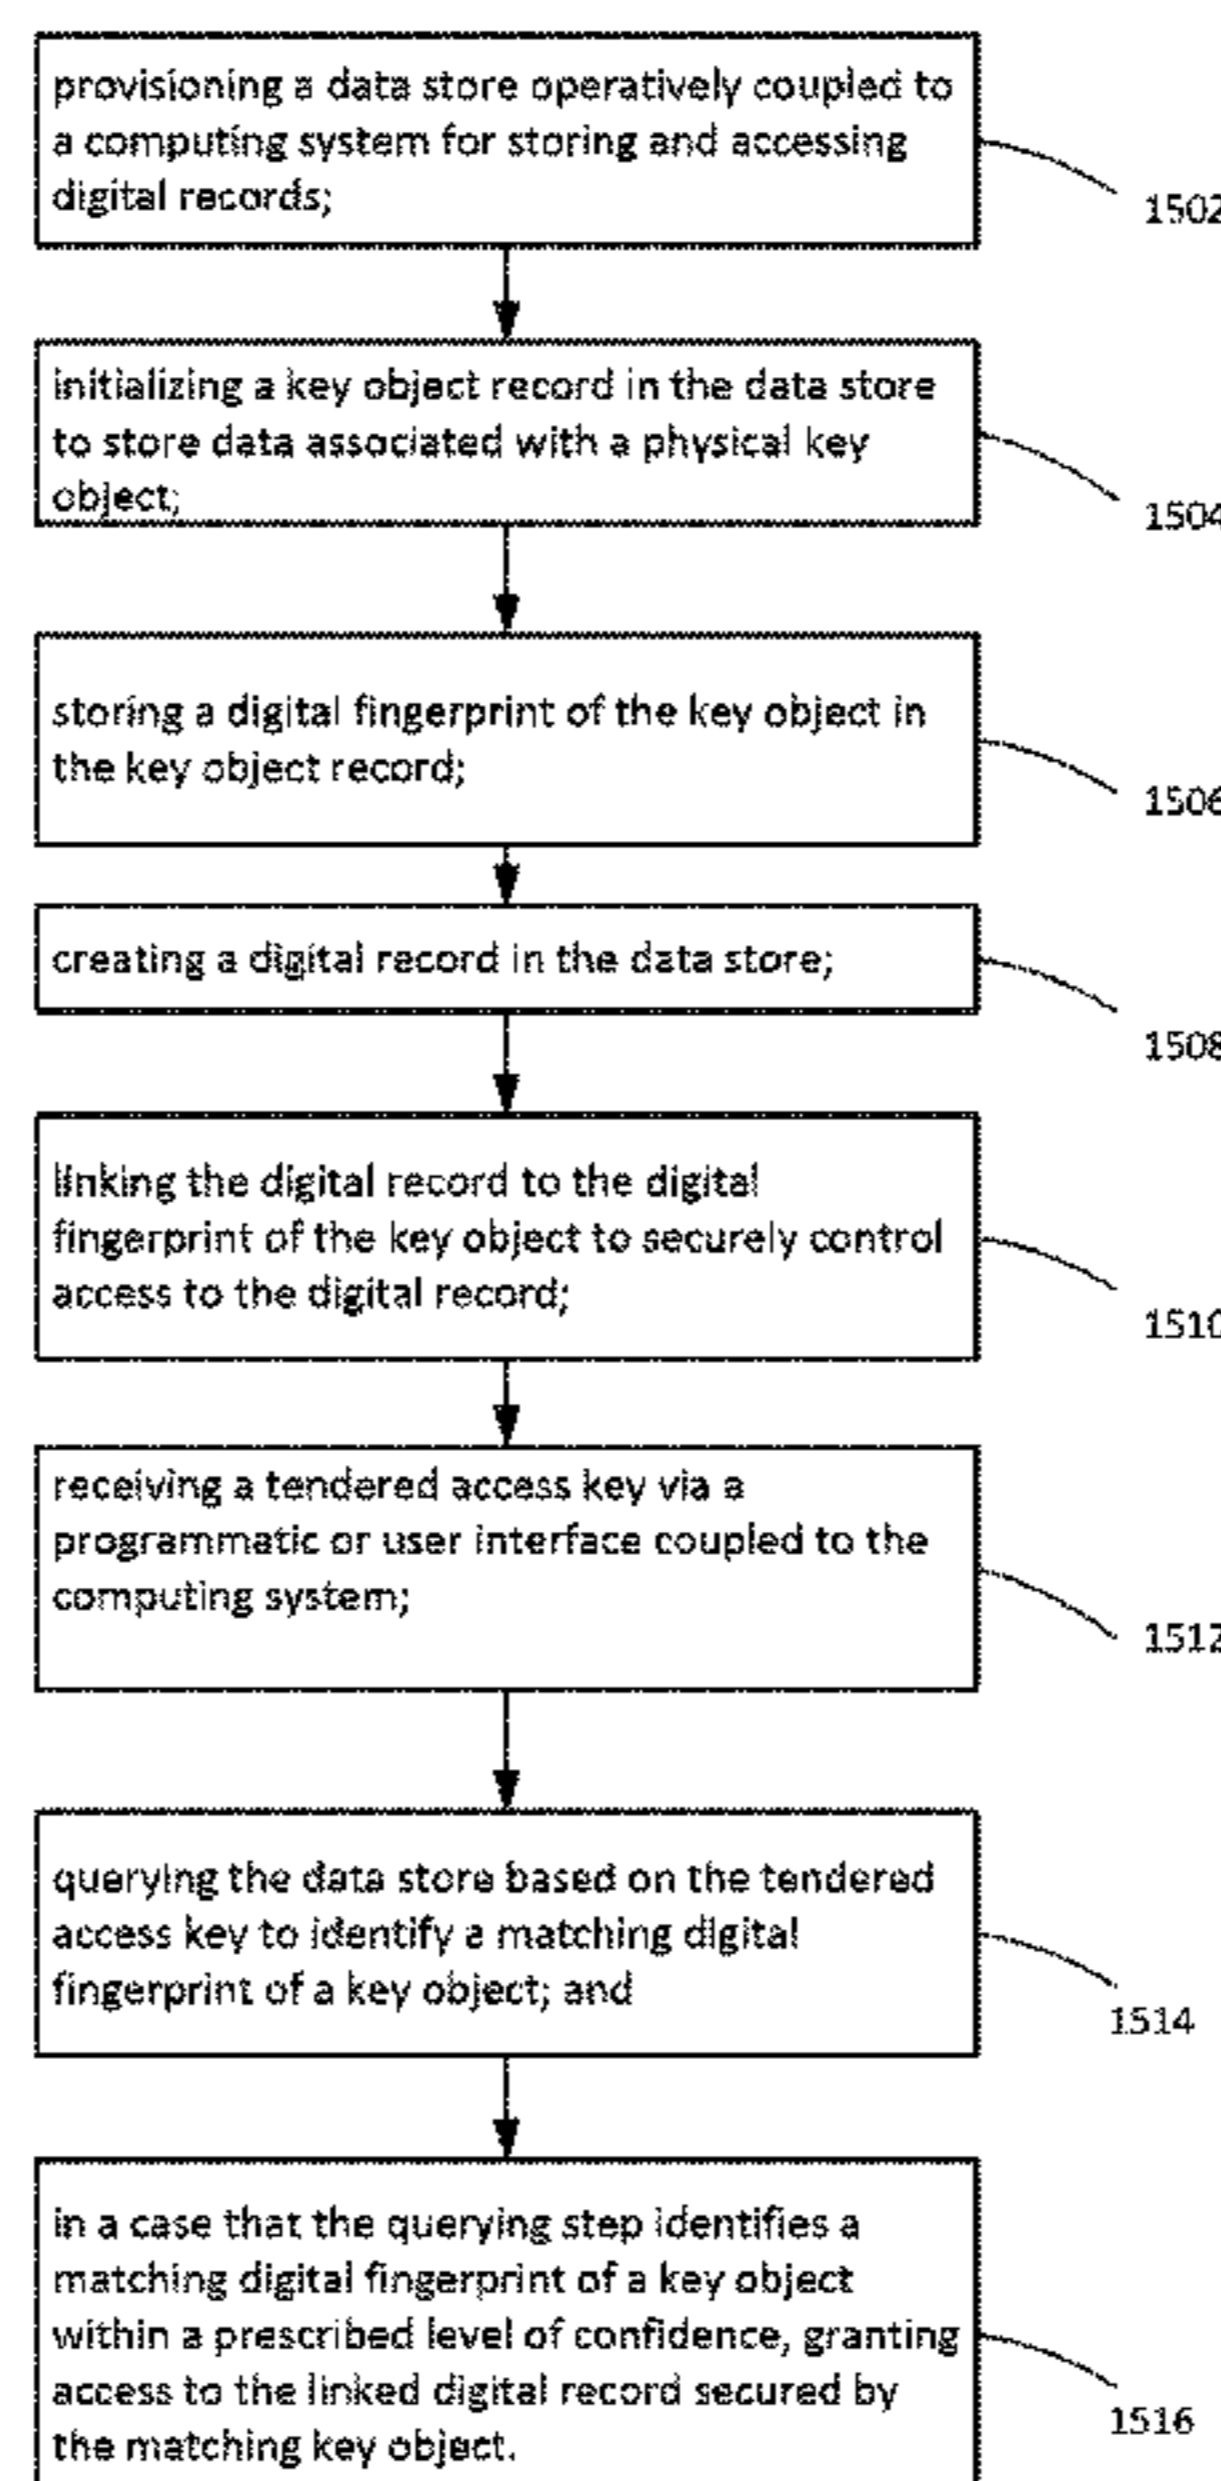 provisioning a data store operatively coupled to
a computing system for storing and accessing
digital records;
1502
initializing a key object record in the data store
to store data associated with a physical key
object;
1504
storing a digital fingerprint of the key object in
the key object record;
1506
creating a digital record in the data store;
1508
linking the digital record to the digital
fingerprint of the key object to securely control
access to the digital record;
1510
receiving a tendered access key via a
programmatic or user interface coupled to the
computing system;
1512
querying the data store based on the tendered
access key to identify a matching digital
fingerprint of a key object; and
1514
in a case that the querying step identifies a
matching digital fingerprint of a key object
within a prescribed level of confidence, granting
access to the linked digital record secured by
the matching key object.
1516